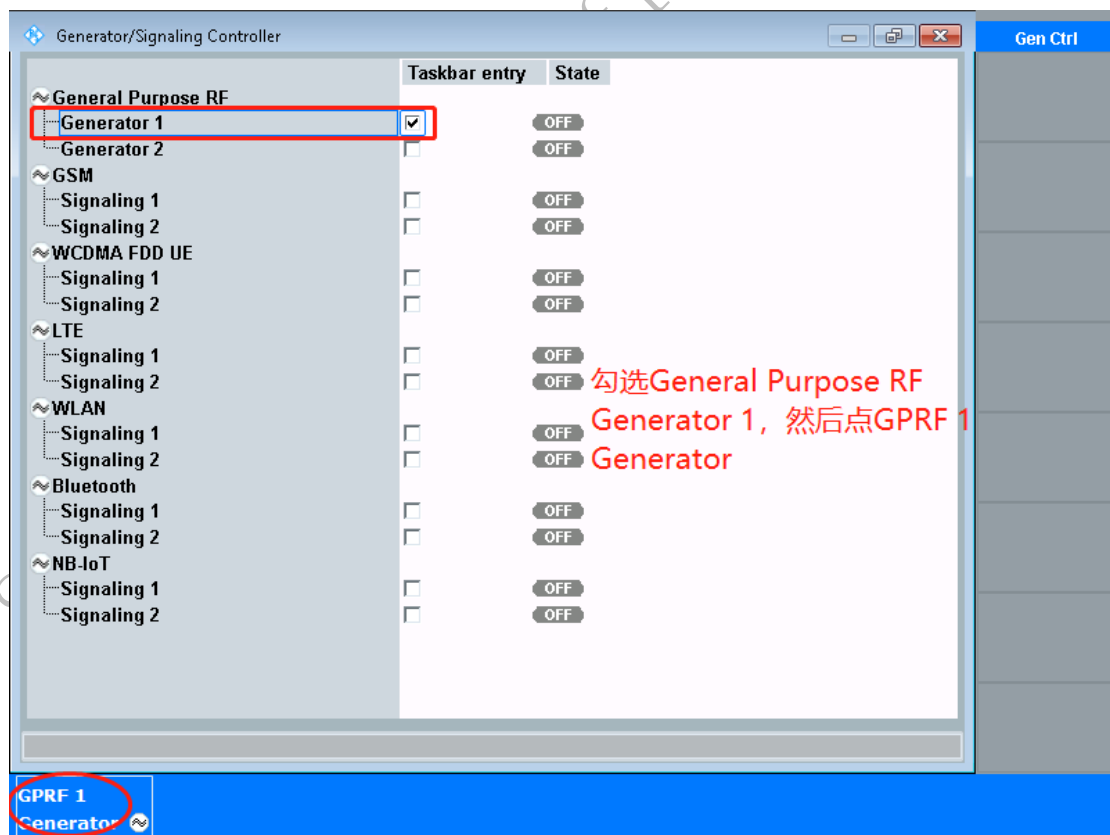 Generator/Signaling Controller
Gen Ctrl
Taskbar entry State
General Purpose RF
Generator 1 OFF
Generator 2 OFF
GSM
Signaling 1 OFF
Signaling 2 OFF
WCDMA FDD UE
Signaling 1 OFF
Signaling 2 OFF
LTE
Signaling 1 OFF
Signaling 2 OFF
WLAN
Signaling 1 OFF
Signaling 2 OFF
Bluetooth
Signaling 1 OFF
Signaling 2 OFF
NB-IoT
Signaling 1 OFF
Signaling 2 OFF
勾选General Purpose RF
Generator 1，然后点GPRF 1
Generator
GPRF 1
Generator